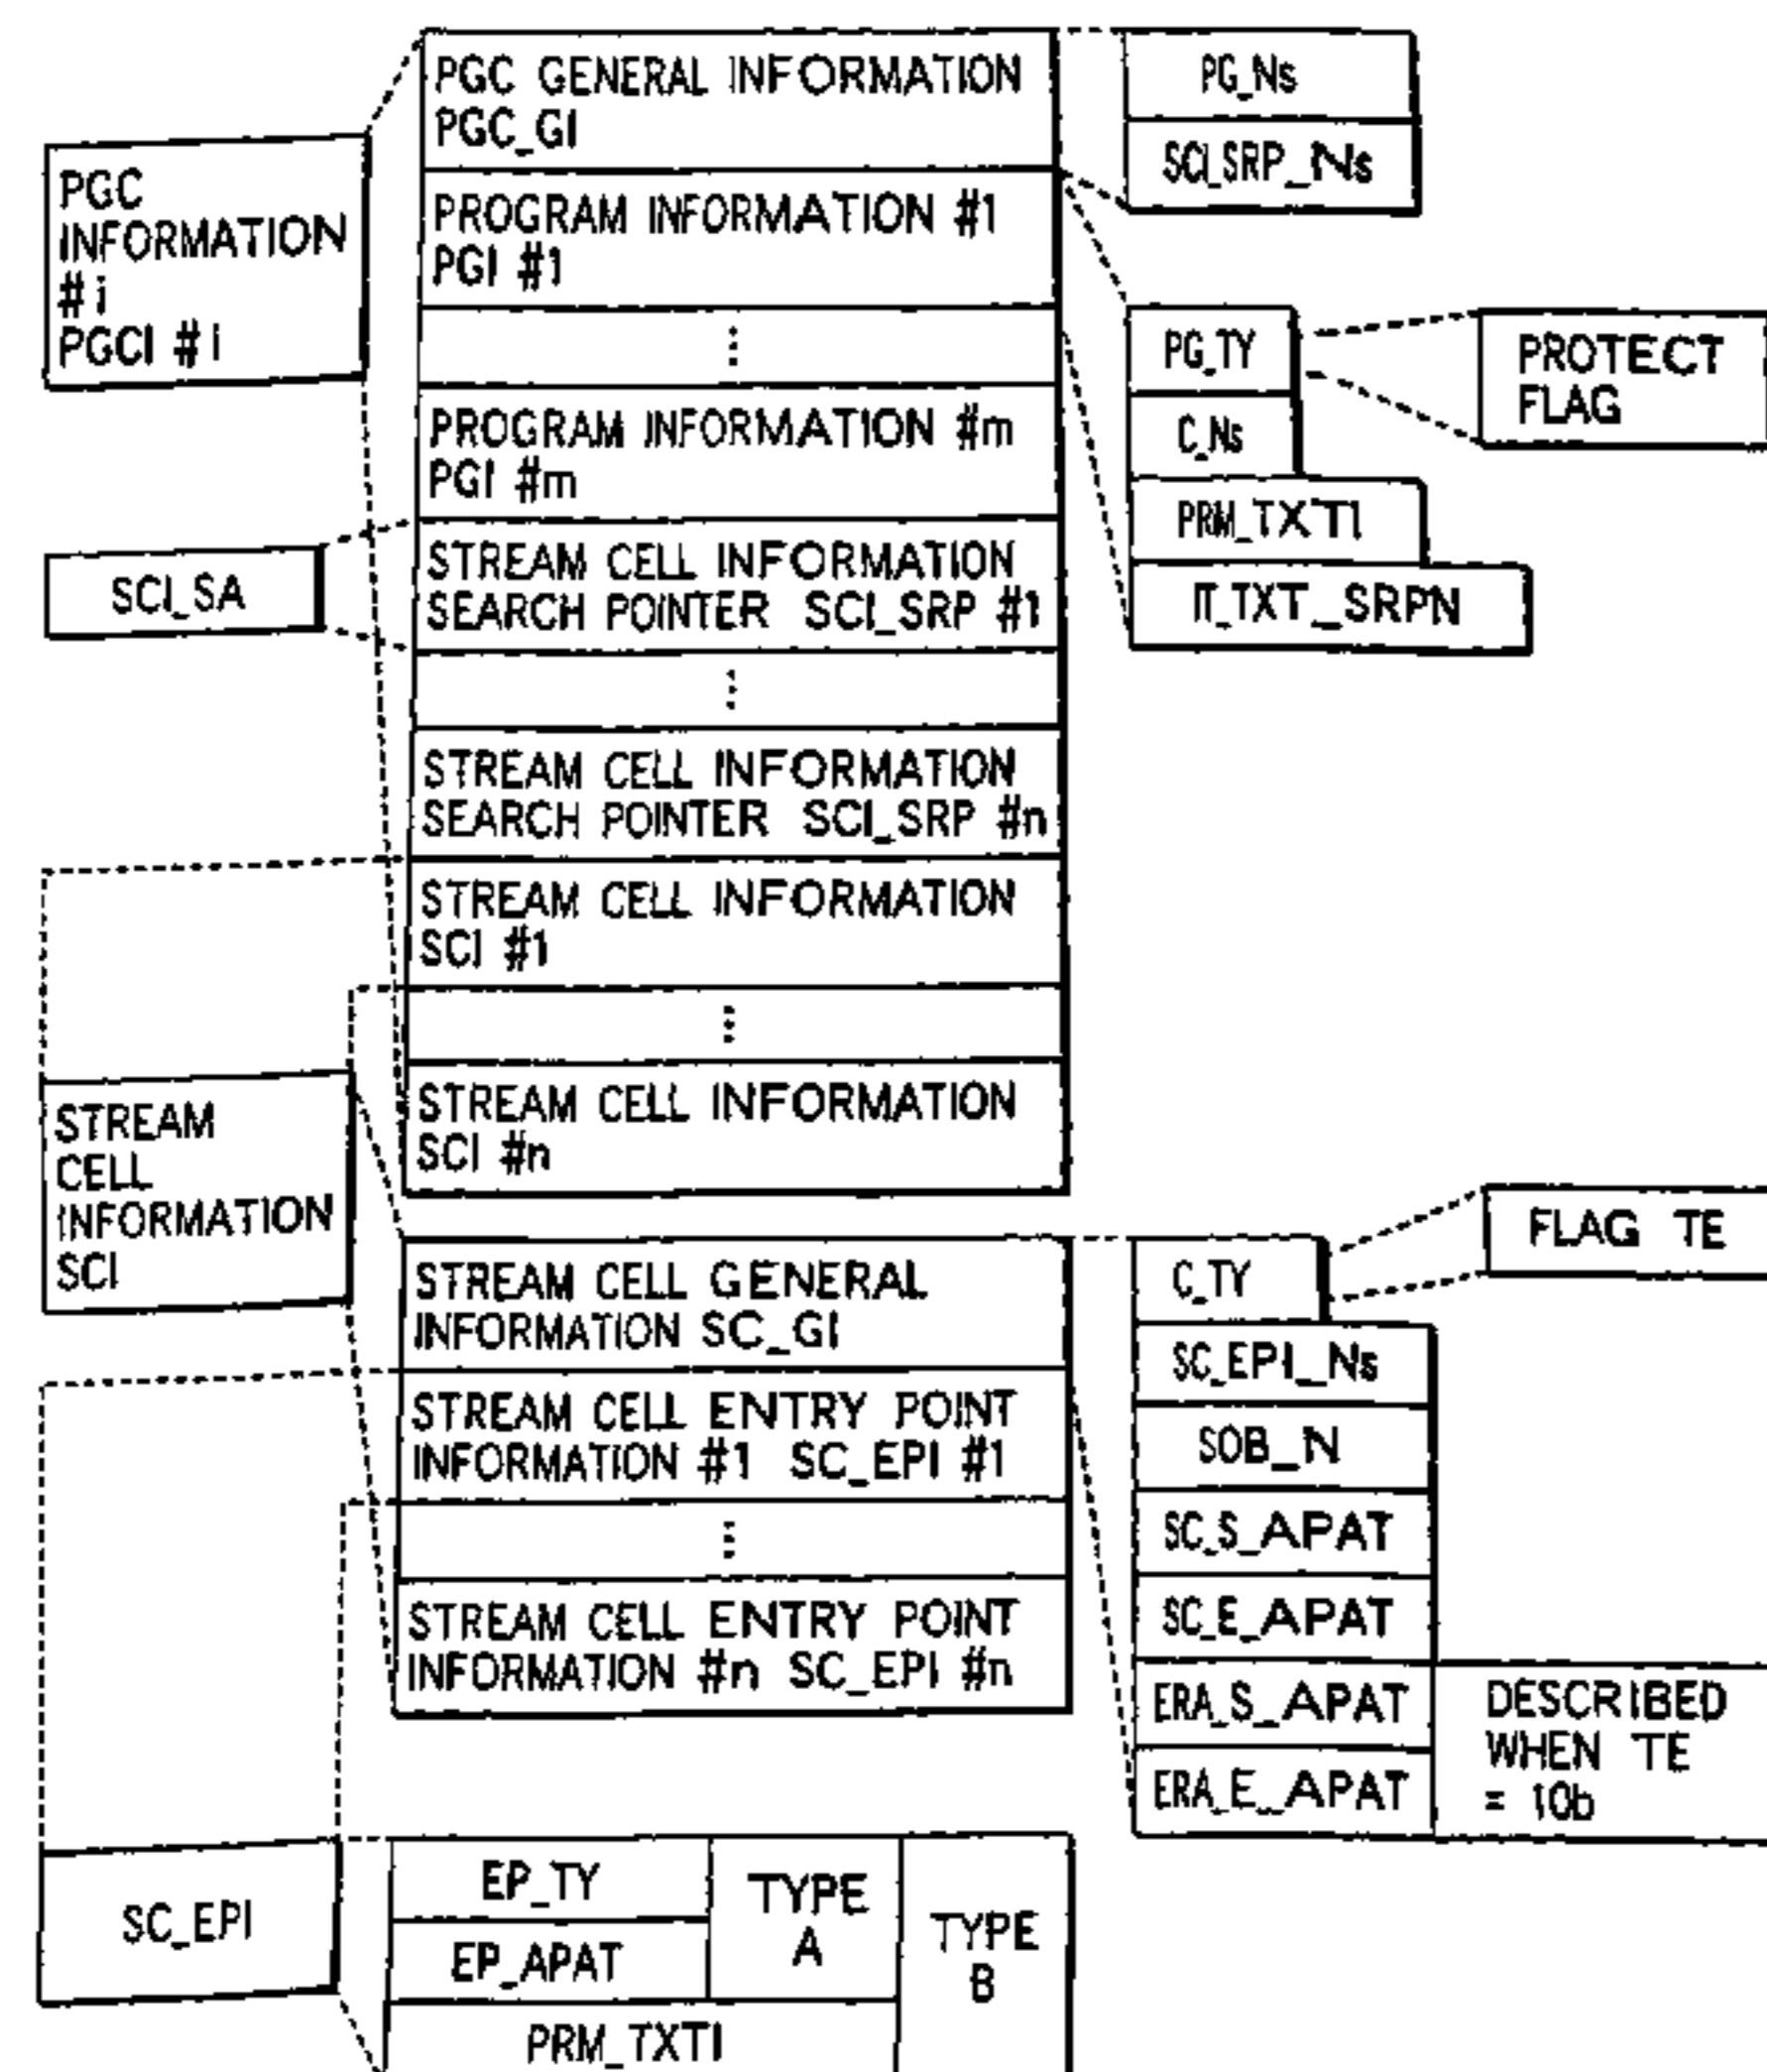 PGC GENERAL INFORMATION
PGC_GI
PG_Ns
SCI_SRP_Ns
PGC
INFORMATION
#i
PGCI #i
PROGRAM INFORMATION #1
PGI #1
⋮
PG_TY
PROTECT
FLAG
C_Ns
PROGRAM INFORMATION #m
PGI #m
PRM_TXTI
IT_TXT_SRPN
SCI_SA
STREAM CELL INFORMATION
SEARCH POINTER SCI_SRP #1
⋮
STREAM CELL INFORMATION
SEARCH POINTER SCI_SRP #n
STREAM CELL INFORMATION
SCI #1
⋮
STREAM CELL INFORMATION
SCI #n
STREAM
CELL
INFORMATION
SCI
STREAM CELL GENERAL
INFORMATION SC_GI
C_TY
FLAG TE
SC_EPI_Ns
SOB_N
SC_S_APAT
SC_E_APAT
ERA_S_APAT
ERA_E_APAT
DESCRIBED
WHEN TE
= 10b
STREAM CELL ENTRY POINT
INFORMATION #1 SC_EPI #1
⋮
STREAM CELL ENTRY POINT
INFORMATION #n SC_EPI #n
SC_EPI
EP_TY
EP_APAT
TYPE
A
TYPE
B
PRM_TXTI